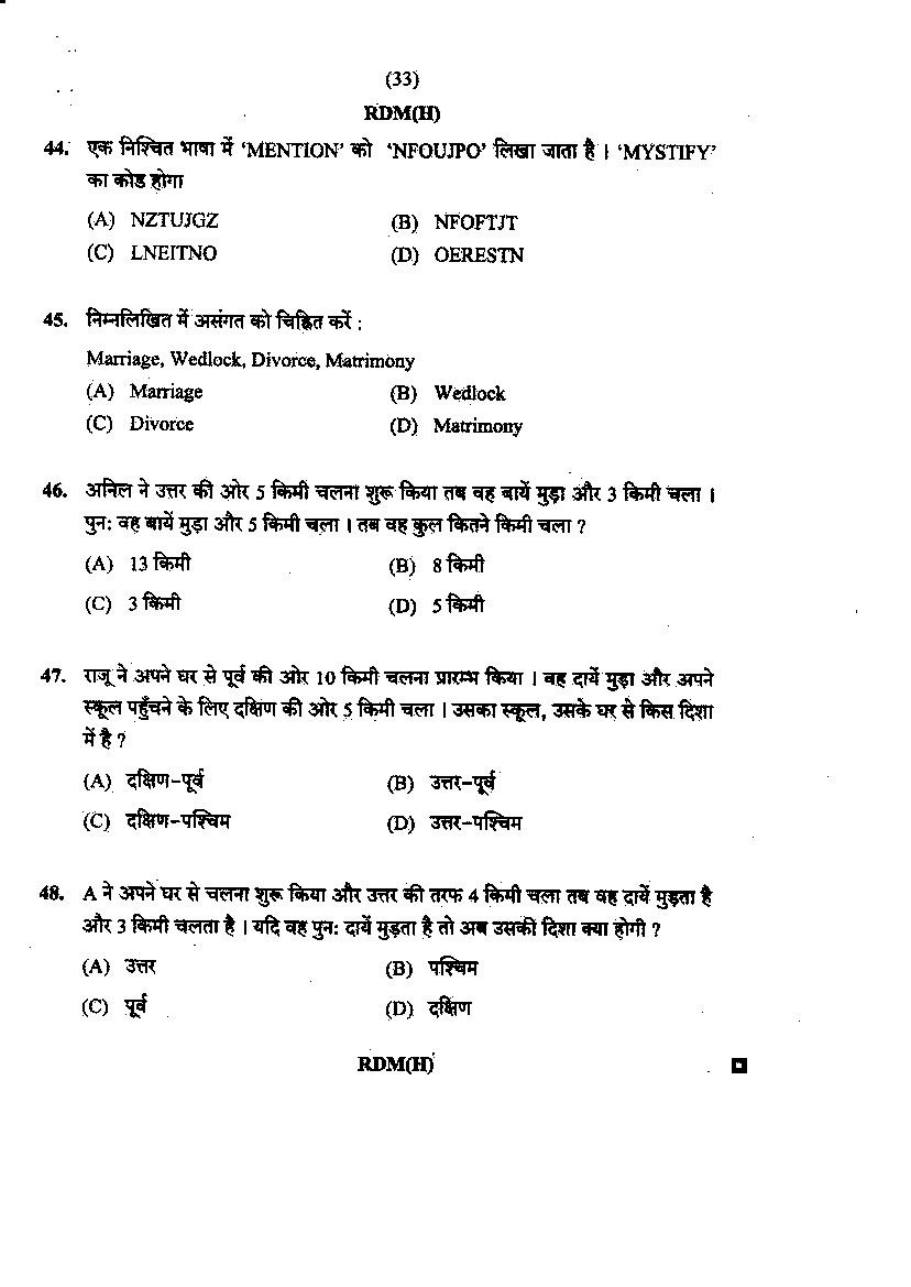 (33)
RDM(H)
44. एक निश्चित भाषा में ‘MENTION’ को ‘NFOUJPO’ लिखा जाता है । ‘MYSTIFY’
का कोड होगा
(A) NZTUJGZ (B) NFOFTJT
(C) LNEITNO (D) OERESTN
45. निम्नलिखित में असंगत को चिह्नित करें :
Marriage, Wedlock, Divorce, Matrimony
(A) Marriage (B) Wedlock
(C) Divorce (D) Matrimony
46. अनिल ने उत्तर की ओर 5 किमी चलना शुरू किया तब वह बायें मुड़ा और 3 किमी चला ।
पुन: वह बायें मुड़ा और 5 किमी चला । तब वह कुल कितने किमी चला ?
(A) 13 किमी (B) 8 किमी
(C) 3 किमी (D) 5 किमी
47. राजू ने अपने घर से पूर्व की ओर 10 किमी चलना प्रारम्भ किया । वह दायें मुड़ा और अपने
स्कूल पहुँचने के लिए दक्षिण की ओर 5 किमी चला । उसका स्कूल, उसके घर से किस दिशा
में है ?
(A) दक्षिण-पूर्व (B) उत्तर-पूर्व
(C) दक्षिण-पश्चिम (D) उत्तर-पश्चिम
48. A ने अपने घर से चलना शुरू किया और उत्तर की तरफ 4 किमी चला तब वह दायें मुड़ता है
और 3 किमी चलता है । यदि वह पुन: दायें मुड़ता है तो अब उसकी दिशा क्या होगी ?
(A) उत्तर (B) पश्चिम
(C) पूर्व (D) दक्षिण
RDM(H)